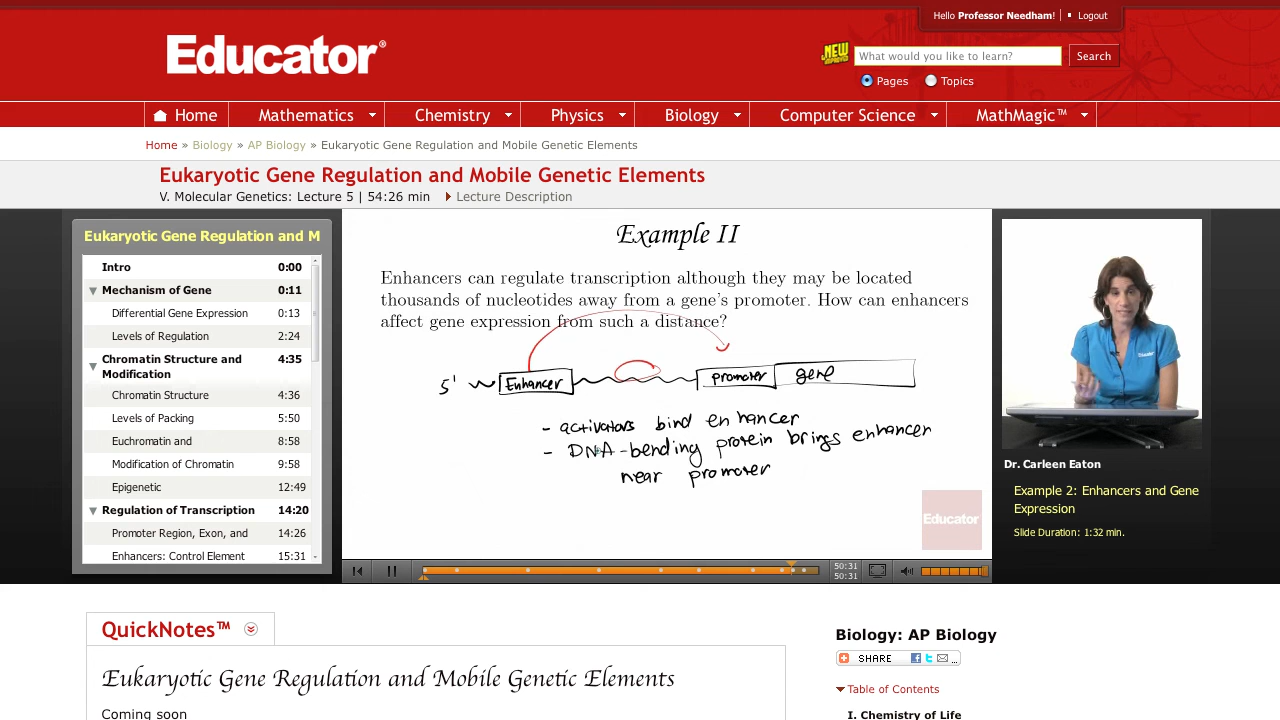 Hello Professor Needham! Logout
Educator®
NEW
What would you like to learn?
Search
Pages Topics
Home Mathematics Chemistry Physics Biology Computer Science MathMagic™
Home » Biology » AP Biology » Eukaryotic Gene Regulation and Mobile Genetic Elements
Eukaryotic Gene Regulation and Mobile Genetic Elements
V. Molecular Genetics: Lecture 5 | 54:26 min Lecture Description
Eukaryotic Gene Regulation and M
Intro 0:00
Mechanism of Gene 0:11
Differential Gene Expression 0:13
Levels of Regulation 2:24
Chromatin Structure and 4:35
Modification
Chromatin Structure 4:36
Levels of Packing 5:50
Euchromatin and 8:58
Modification of Chromatin 9:58
Epigenetic 12:49
Regulation of Transcription 14:20
Promoter Region, Exon, and 14:26
Enhancers: Control Element 15:31
Example II
Enhancers can regulate transcription although they may be located
thousands of nucleotides away from a gene's promoter. How can enhancers
affect gene expression from such a distance?
5' Enhancer promoter gene
- activators bind enhancer
- DNA-bending protein brings enhancer
near promoter
Educator
50:31
50:31
Educator
Dr. Carleen Eaton
Example 2: Enhancers and Gene
Expression
Slide Duration: 1:32 min.
QuickNotes™
Eukaryotic Gene Regulation and Mobile Genetic Elements
Coming soon
Biology: AP Biology
SHARE ...
Table of Contents
I. Chemistry of Life